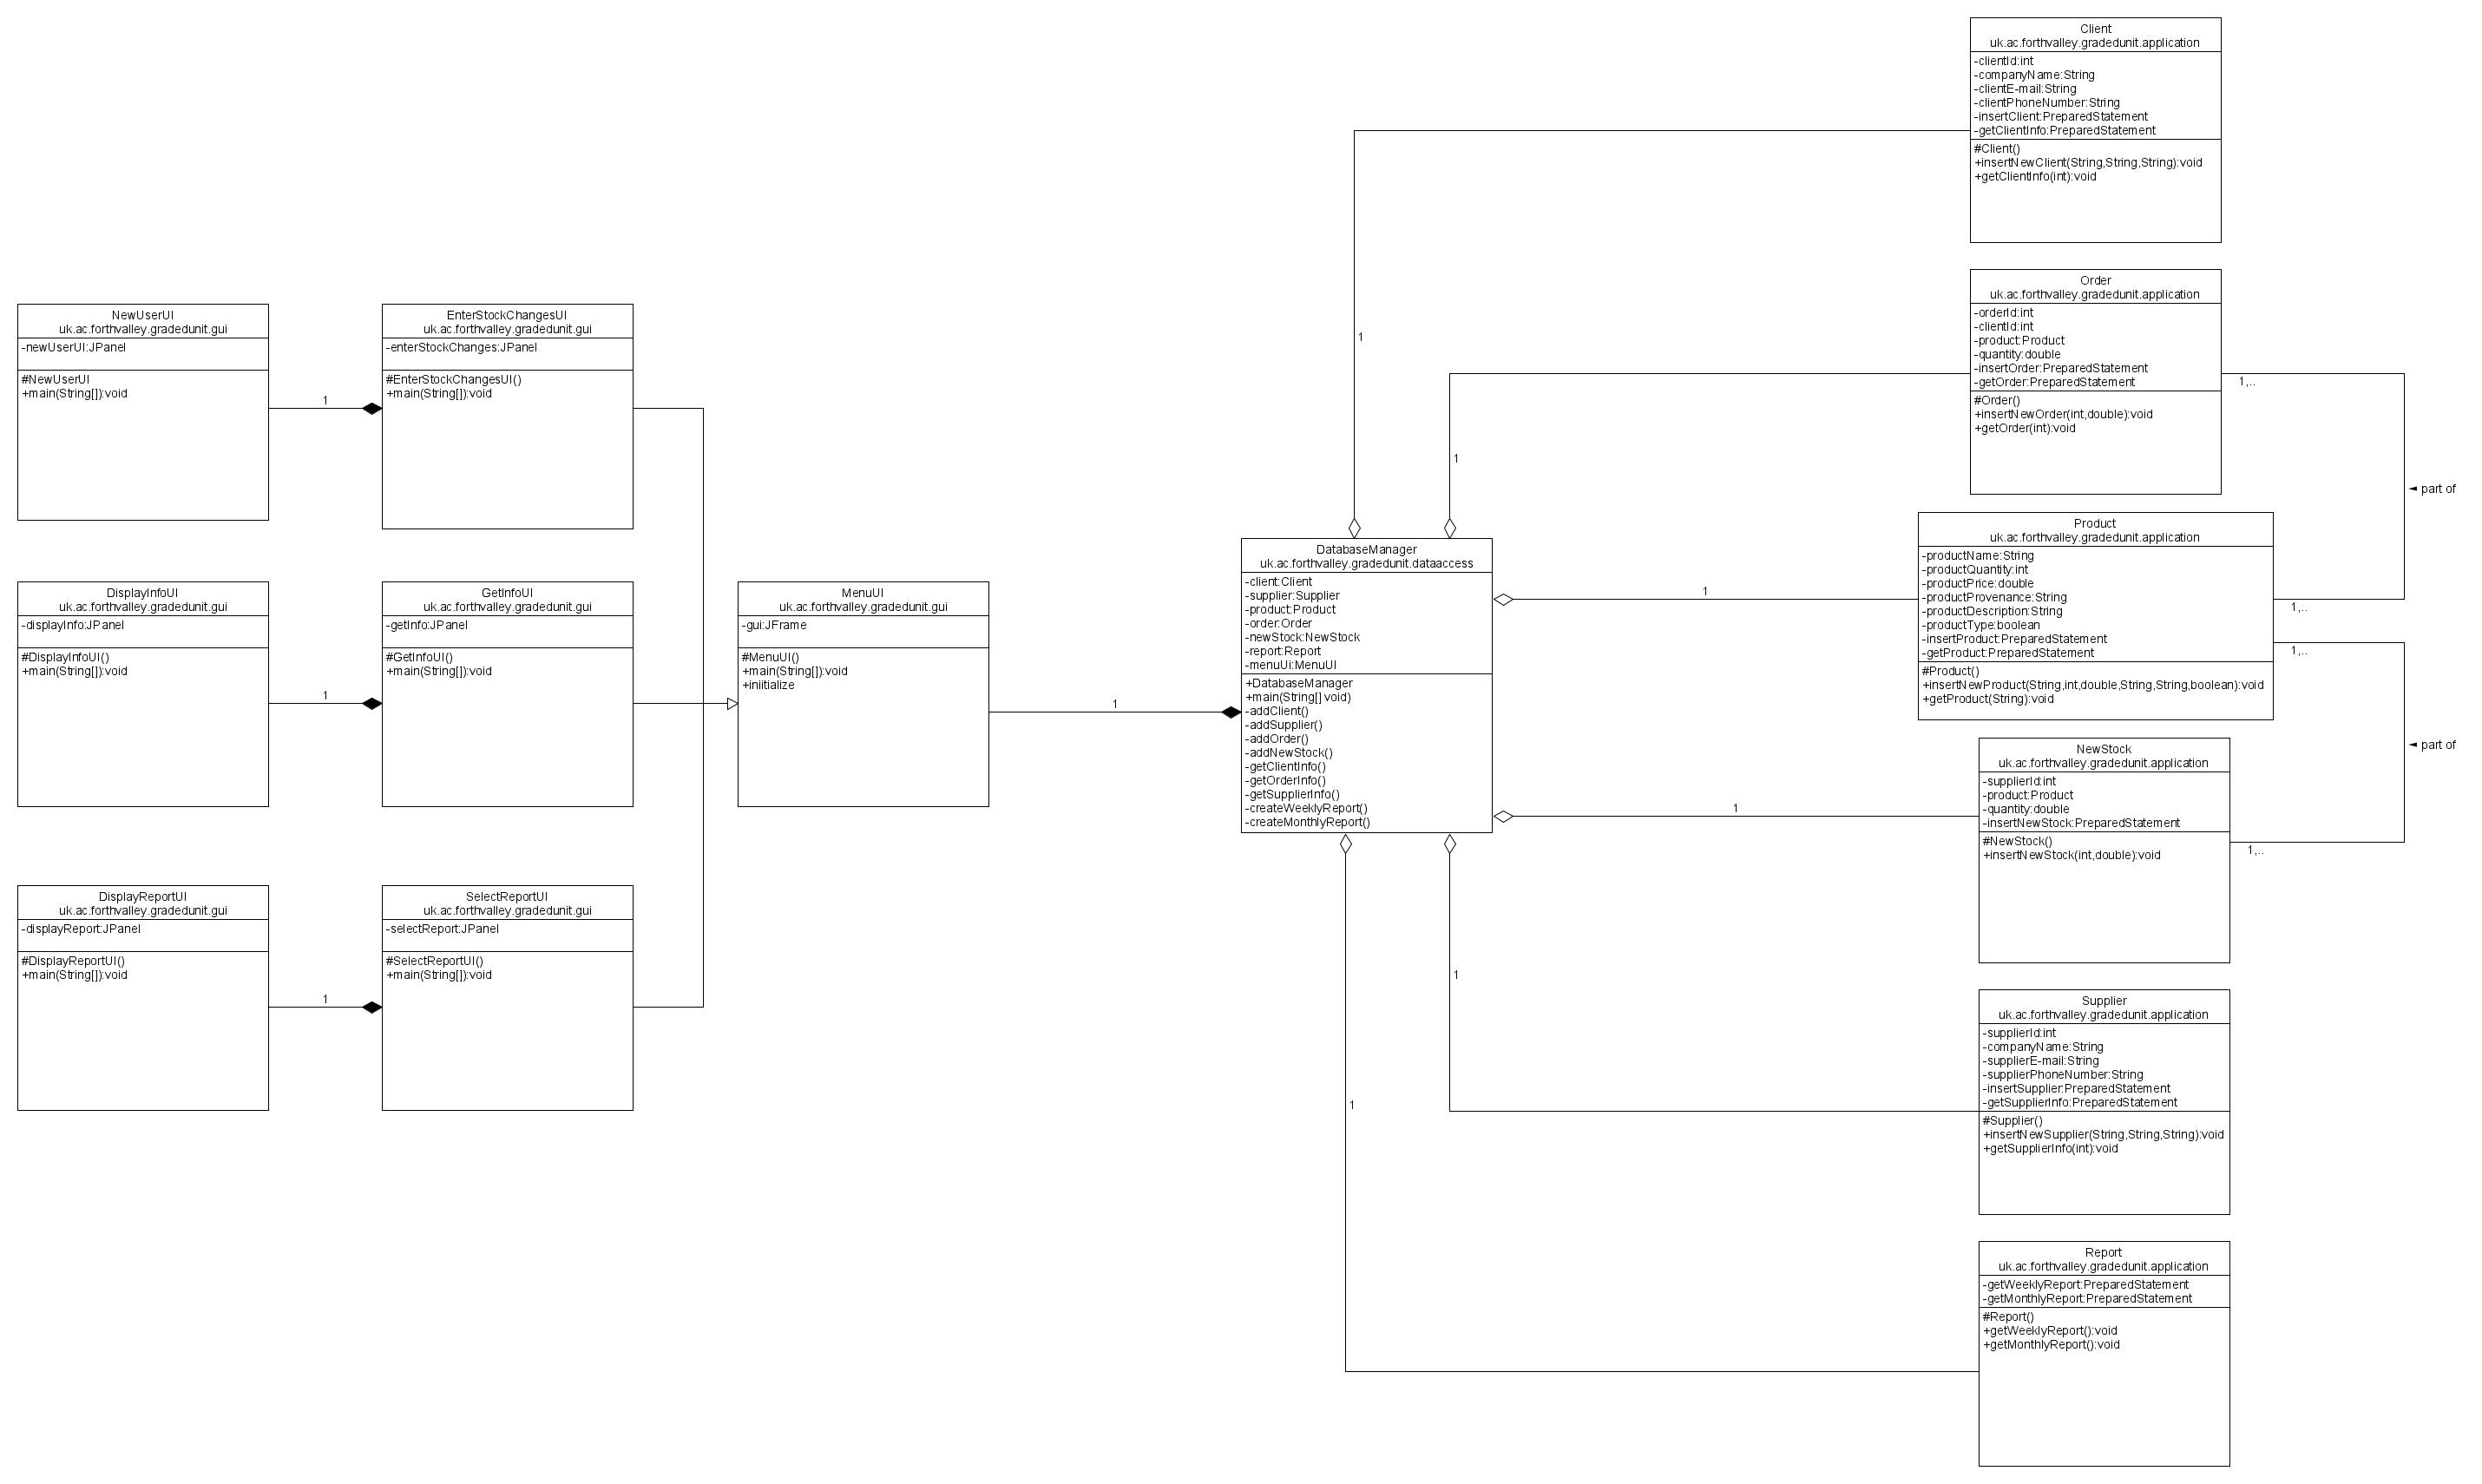 Client
uk.ac.forthvalley.gradedunit.application
-clientId:int
-companyName:String
-clientE-mail:String
-clientPhoneNumber:String
-insertClient:PreparedStatement
-getClientInfo:PreparedStatement
#Client()
+insertNewClient(String,String,String):void
+getClientInfo(int):void
1
Order
uk.ac.forthvalley.gradedunit.application
-orderId:int
-clientId:int
-product:Product
-quantity:double
-insertOrder:PreparedStatement
-getOrder:PreparedStatement
#Order()
+insertNewOrder(int,double):void
+getOrder(int):void
1,..
1
◄ part of
NewUserUI
uk.ac.forthvalley.gradedunit.gui
-newUserUI:JPanel
#NewUserUI
+main(String[]):void
1
EnterStockChangesUI
uk.ac.forthvalley.gradedunit.gui
-enterStockChanges:JPanel
#EnterStockChangesUI()
+main(String[]):void
DisplayInfoUI
uk.ac.forthvalley.gradedunit.gui
-displayInfo:JPanel
#DisplayInfoUI()
+main(String[]):void
1
GetInfoUI
uk.ac.forthvalley.gradedunit.gui
-getInfo:JPanel
#GetInfoUI()
+main(String[]):void
MenuUI
uk.ac.forthvalley.gradedunit.gui
-gui:JFrame
#MenuUI()
+main(String[]):void
+iniitialize
1
DatabaseManager
uk.ac.forthvalley.gradedunit.dataaccess
-client:Client
-supplier:Supplier
-product:Product
-order:Order
-newStock:NewStock
-report:Report
-menuUi:MenuUI
+DatabaseManager
+main(String[] void)
-addClient()
-addSupplier()
-addOrder()
-addNewStock()
-getClientInfo()
-getOrderInfo()
-getSupplierInfo()
-createWeeklyReport()
-createMonthlyReport()
1
Product
uk.ac.forthvalley.gradedunit.application
-productName:String
-productQuantity:int
-productPrice:double
-productProvenance:String
-productDescription:String
-productType:boolean
-insertProduct:PreparedStatement
-getProduct:PreparedStatement
#Product()
+insertNewProduct(String,int,double,String,String,boolean):void
+getProduct(String):void
1,..
1,..
◄ part of
1
NewStock
uk.ac.forthvalley.gradedunit.application
-supplierId:int
-product:Product
-quantity:double
-insertNewStock:PreparedStatement
#NewStock()
+insertNewStock(int,double):void
1,..
DisplayReportUI
uk.ac.forthvalley.gradedunit.gui
-displayReport:JPanel
#DisplayReportUI()
+main(String[]):void
1
SelectReportUI
uk.ac.forthvalley.gradedunit.gui
-selectReport:JPanel
#SelectReportUI()
+main(String[]):void
1
Supplier
uk.ac.forthvalley.gradedunit.application
-supplierId:int
-companyName:String
-supplierE-mail:String
-supplierPhoneNumber:String
-insertSupplier:PreparedStatement
-getSupplierInfo:PreparedStatement
#Supplier()
+insertNewSupplier(String,String,String):void
+getSupplierInfo(int):void
1
Report
uk.ac.forthvalley.gradedunit.application
-getWeeklyReport:PreparedStatement
-getMonthlyReport:PreparedStatement
#Report()
+getWeeklyReport():void
+getMonthlyReport():void